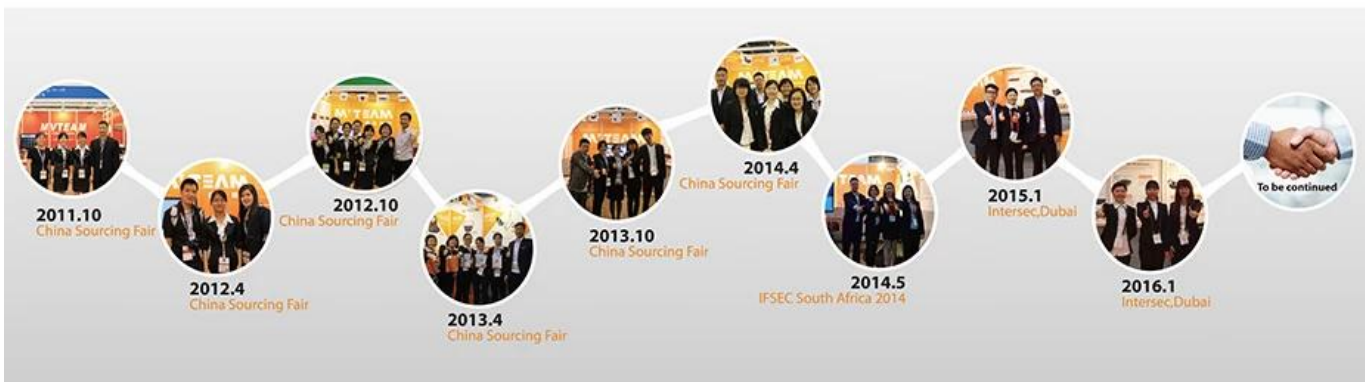 MVTEAM
2011.10
China Sourcing Fair
2012.4
China Sourcing Fair
2012.10
China Sourcing Fair
2013.4
China Sourcing Fair
2013.10
China Sourcing Fair
2014.4
China Sourcing Fair
2014.5
IFSEC South Africa 2014
2015.1
Intersec,Dubai
2016.1
Intersec,Dubai
To be continued